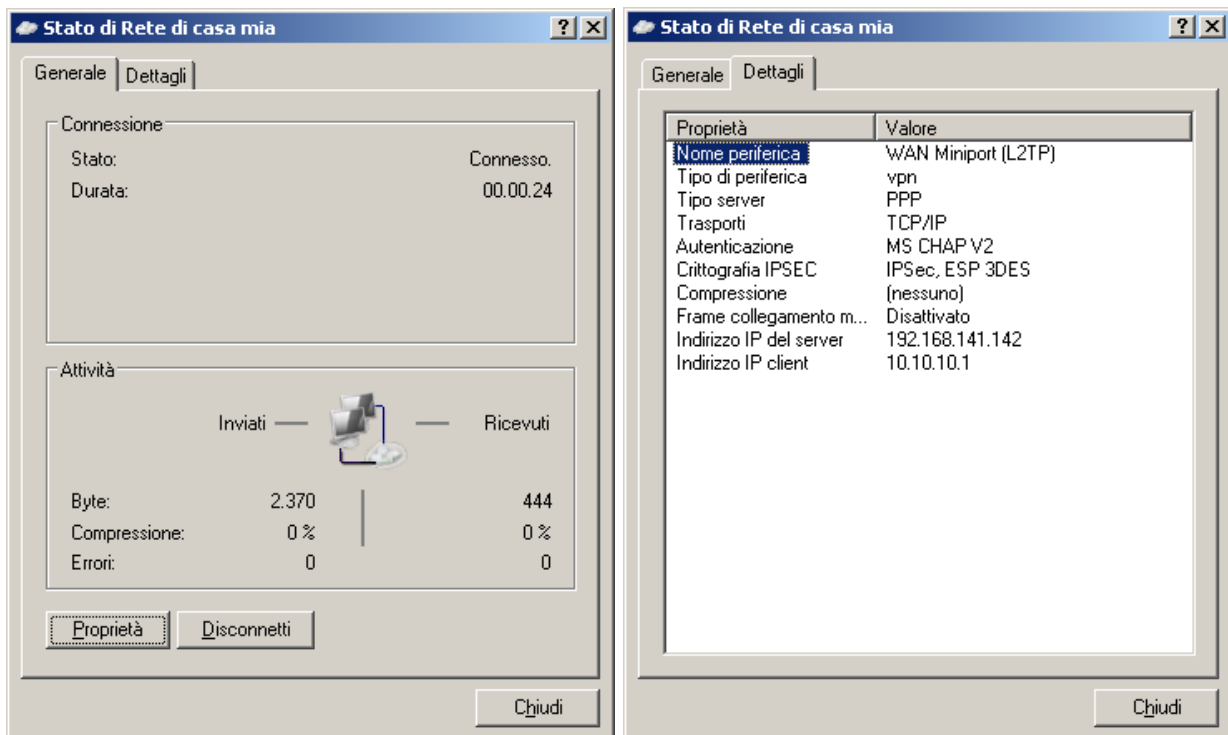 Stato di Rete di casa mia
Generale Dettagli
Connessione
Stato: Connesso.
Durata: 00.00.24
Attività
Inviati Ricevuti
Byte: 2.370 444
Compressione: 0 % 0 %
Errori: 0 0
Proprietà Disconnetti
Chiudi
Stato di Rete di casa mia
Generale Dettagli
Proprietà Valore
Nome periferica WAN Miniport (L2TP)
Tipo di periferica vpn
Tipo server PPP
Trasporti TCP/IP
Autenticazione MS CHAP V2
Crittografia IPSEC IPSec, ESP 3DES
Compressione (nessuno)
Frame collegamento m... Disattivato
Indirizzo IP del server 192.168.141.142
Indirizzo IP client 10.10.10.1
Chiudi